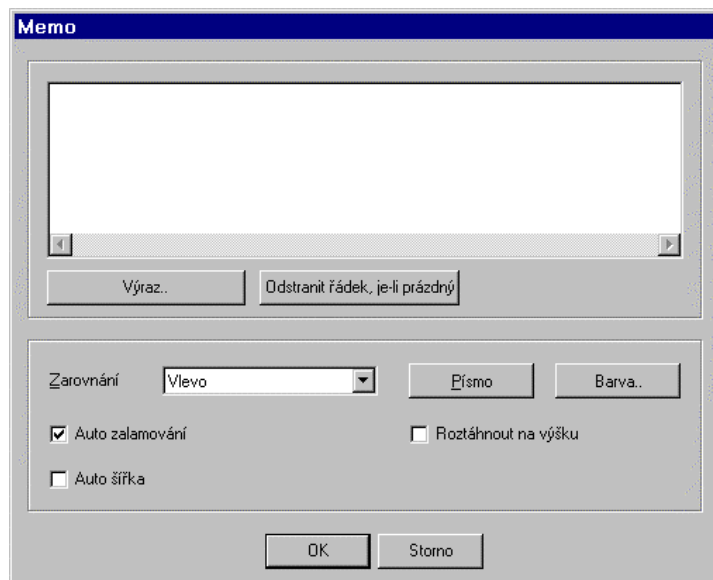 Memo
Výraz.. Odstranit řádek, je-li prázdný
Zarovnání Vlevo Písmo Barva..
Auto zalamování Roztáhnout na výšku
Auto šířka
OK Storno